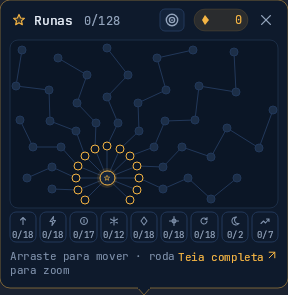 Runas 0/128 0
0/18 0/18 0/17 0/18 0/18 0/18 0/18 0/2 0/7
Arraste para mover · roda Teia completa
para zoom